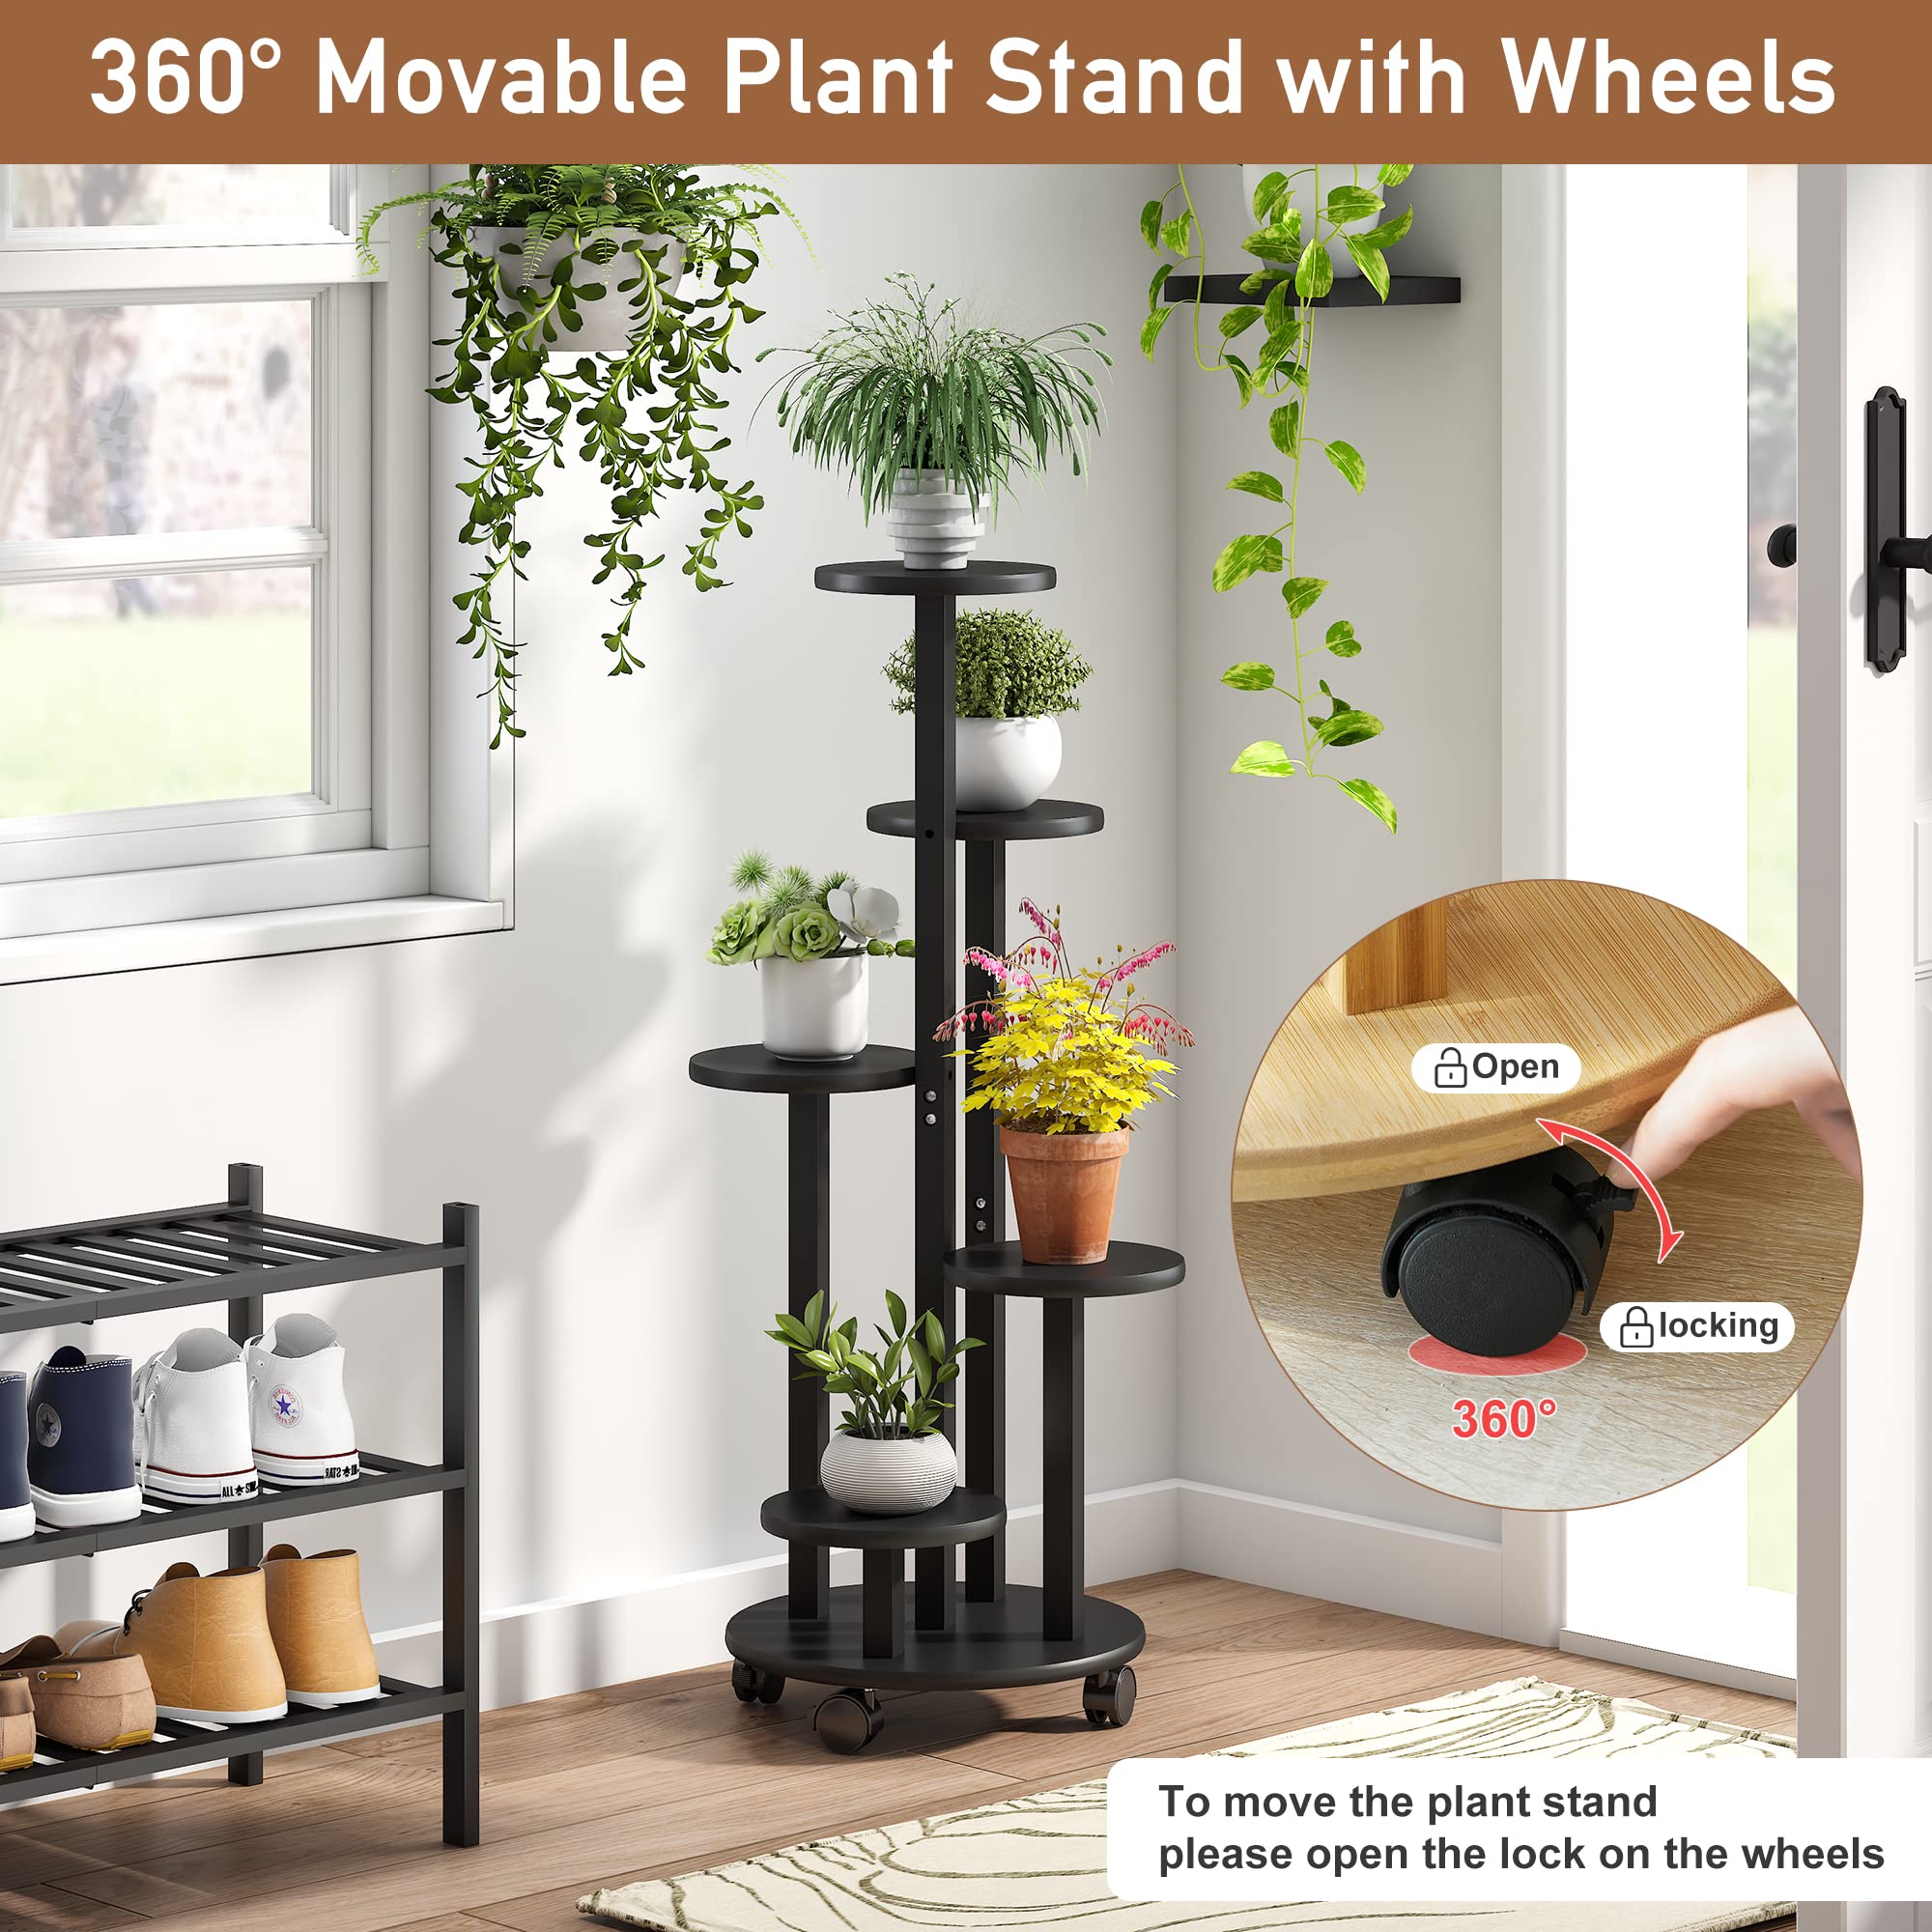 360° Movable Plant Stand with Wheels
Open
locking
360°
ALL★S
To move the plant stand
please open the lock on the wheels